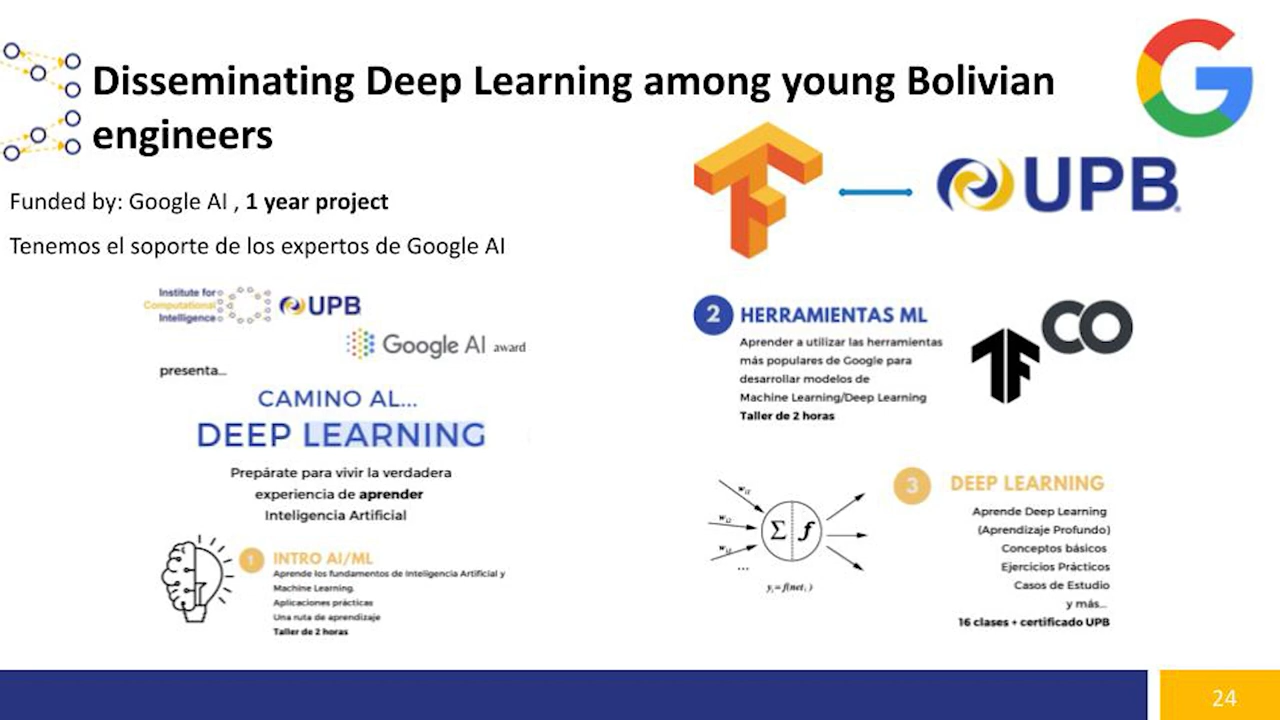 Disseminating Deep Learning among young Bolivian
engineers
Funded by: Google AI , 1 year project
Tenemos el soporte de los expertos de Google AI
UPB
Institute for
Computational
Intelligence
UPB
Google AI award
presenta...
CAMINO AL...
DEEP LEARNING
Prepárate para vivir la verdadera
experiencia de aprender
Inteligencia Artificial
1 INTRO AI/ML
Aprende los fundamentos de Inteligencia Artificial y
Machine Learning.
Aplicaciones prácticas
Una ruta de aprendizaje
Taller de 2 horas
2 HERRAMIENTAS ML
Aprender a utilizar las herramientas
más populares de Google para
desarrollar modelos de
Machine Learning/Deep Learning
Taller de 2 horas
CO
Σ f
...
3 DEEP LEARNING
Aprende Deep Learning
(Aprendizaje Profundo)
Conceptos básicos
Ejercicios Prácticos
Casos de Estudio
y más...
16 clases + certificado UPB
24